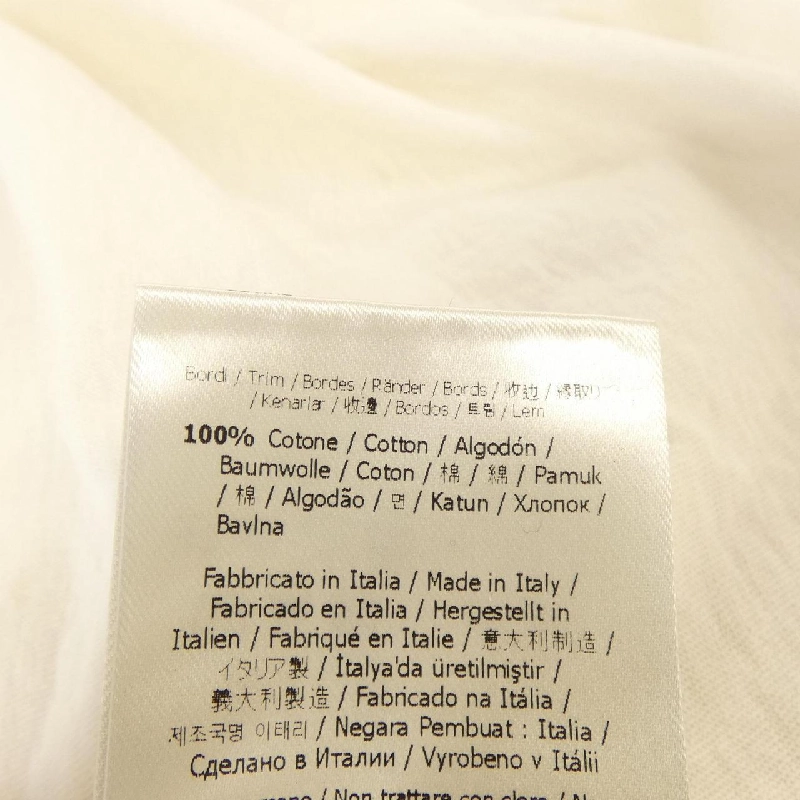 Bordi / Trim / Bordes / Ränder / Bords / 收边 / 縁取り
/ Kenarlar / 收邊 / Bordos / / Lem
100% Cotone / Cotton / Algodón /
Baumwolle / Coton / 棉 / 綿 / Pamuk
/ 棉 / Algodão / 면 / Katun / Хлопок /
Bavlna
Fabbricato in Italia / Made in Italy /
Fabricado en Italia / Hergestellt in
Italien / Fabriqué en Italie / 意大利制造 /
イタリア製 / İtalya'da üretilmiştir /
義大利製造 / Fabricado na Itália /
제조국명 이태리 / Negara Pembuat : Italia /
Сделано в Италии / Vyrobeno v Itálii
/ Non trattare con cloro /